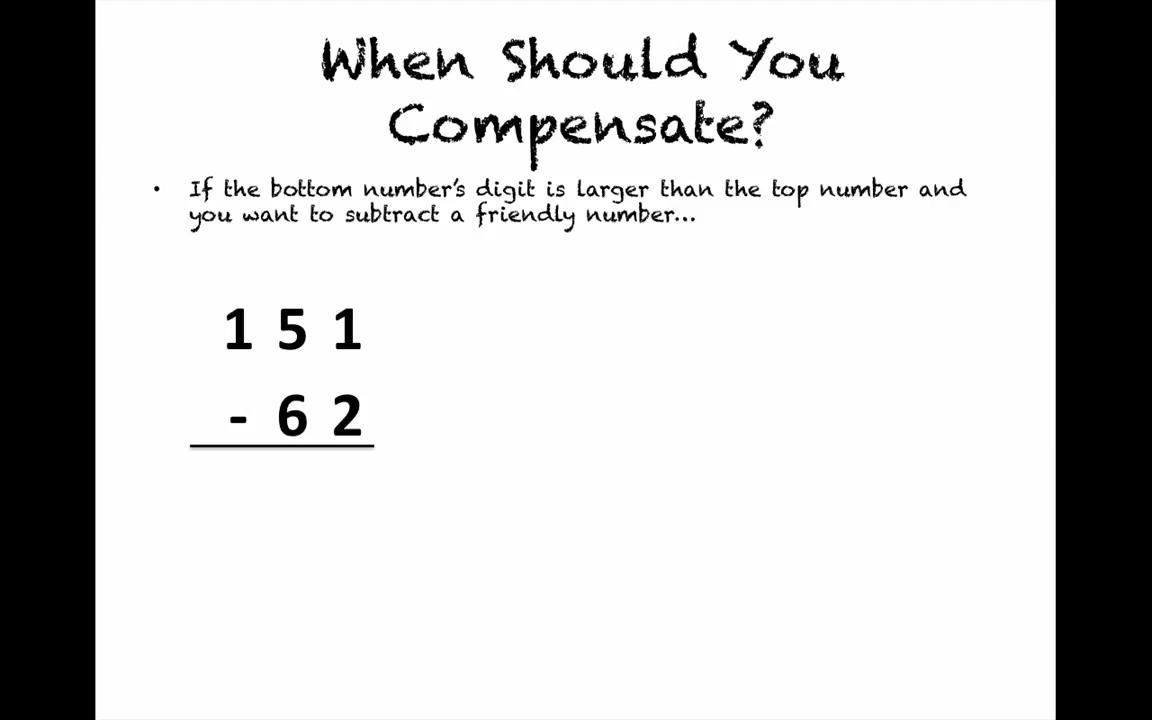 When Should You
Compensate?
• If the bottom number's digit is larger than the top number and
you want to subtract a friendly number...
1 5 1
- 6 2